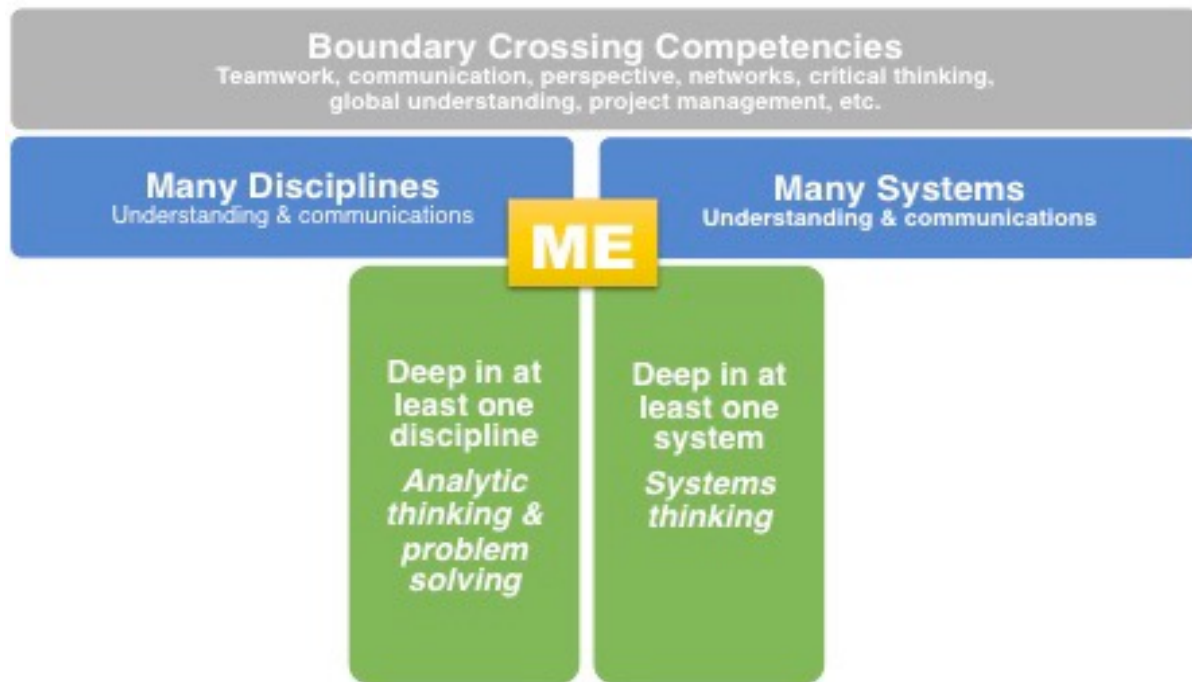 Boundary Crossing Competencies
Teamwork, communication, perspective, networks, critical thinking,
global understanding, project management, etc.
Many Disciplines
Understanding & communications
Many Systems
Understanding & communications
ME
Deep in at
least one
discipline
Analytic
thinking &
problem
solving
Deep in at
least one
system
Systems
thinking